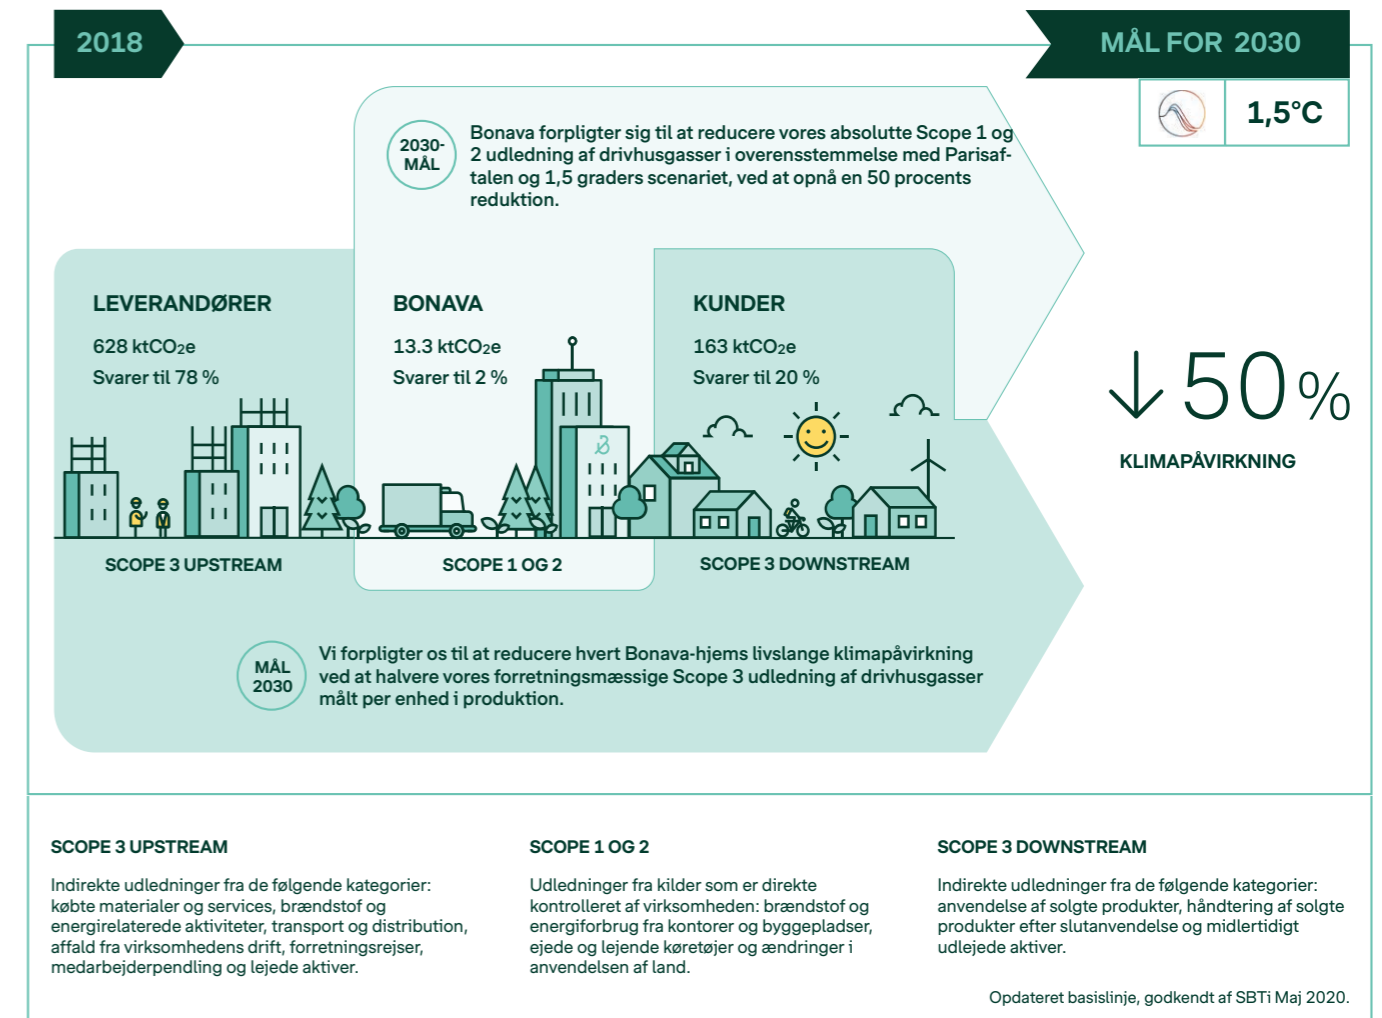 2018
MÅL FOR 2030
1,5°C
2030-
MÅL
Bonava forpligter sig til at reducere vores absolutte Scope 1 og
2 udledning af drivhusgasser i overensstemmelse med Parisaf-
talen og 1,5 graders scenariet, ved at opnå en 50 procents
reduktion.
LEVERANDØRER
628 ktCO₂e
Svarer til 78 %
BONAVA
13.3 ktCO₂e
Svarer til 2 %
KUNDER
163 ktCO₂e
Svarer til 20 %
↓50 %
KLIMAPÅVIRKNING
SCOPE 3 UPSTREAM
SCOPE 1 OG 2
SCOPE 3 DOWNSTREAM
MÅL
2030
Vi forpligter os til at reducere hvert Bonava-hjems livslange klimapåvirkning
ved at halvere vores forretningsmæssige Scope 3 udledning af drivhusgasser
målt per enhed i produktion.
SCOPE 3 UPSTREAM
Indirekte udledninger fra de følgende kategorier:
købte materialer og services, brændstof og
energirelaterede aktiviteter, transport og distribution,
affald fra virksomhedens drift, forretningsrejser,
medarbejderpendling og lejede aktiver.
SCOPE 1 OG 2
Udledninger fra kilder som er direkte
kontrolleret af virksomheden: brændstof og
energiforbrug fra kontorer og byggepladser,
ejede og lejende køretøjer og ændringer i
anvendelsen af land.
SCOPE 3 DOWNSTREAM
Indirekte udledninger fra de følgende kategorier:
anvendelse af solgte produkter, håndtering af solgte
produkter efter slutanvendelse og midlertidigt
udlejede aktiver.
Opdateret basislinje, godkendt af SBTi Maj 2020.